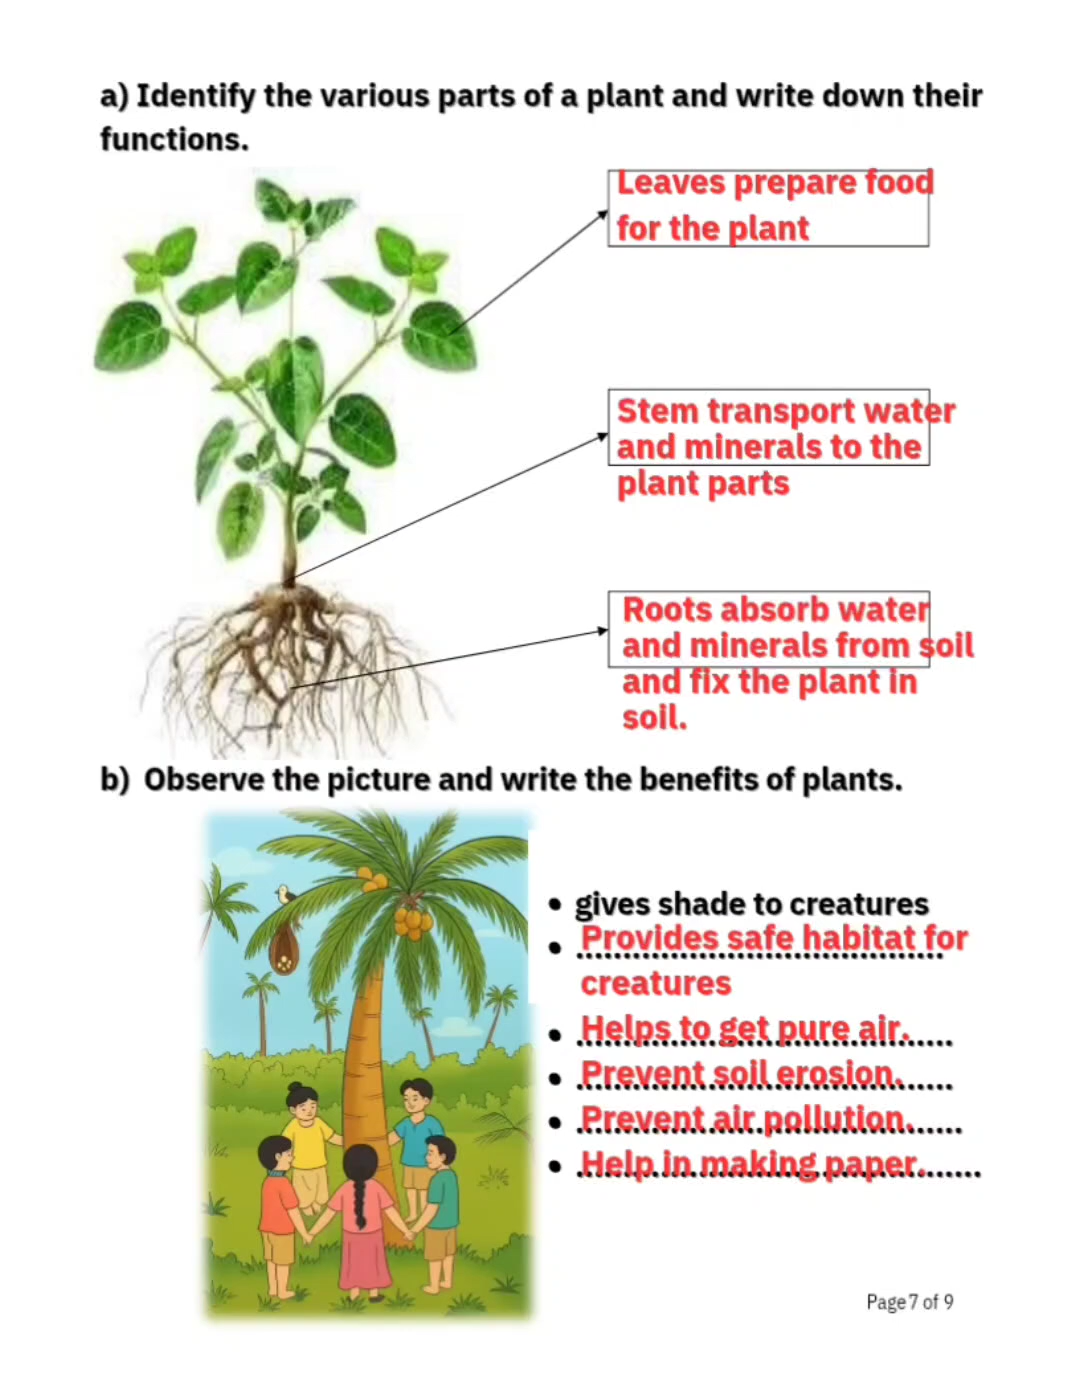 a) Identify the various parts of a plant and write down their
functions.
Leaves prepare food
for the plant
Stem transport water
and minerals to the
plant parts
Roots absorb water
and minerals from soil
and fix the plant in
soil.
b) Observe the picture and write the benefits of plants.
• gives shade to creatures
• Provides safe habitat for
creatures
• Helps to get pure air.
• Prevent soil erosion.
• Prevent air pollution.
• Help in making paper.
Page 7 of 9